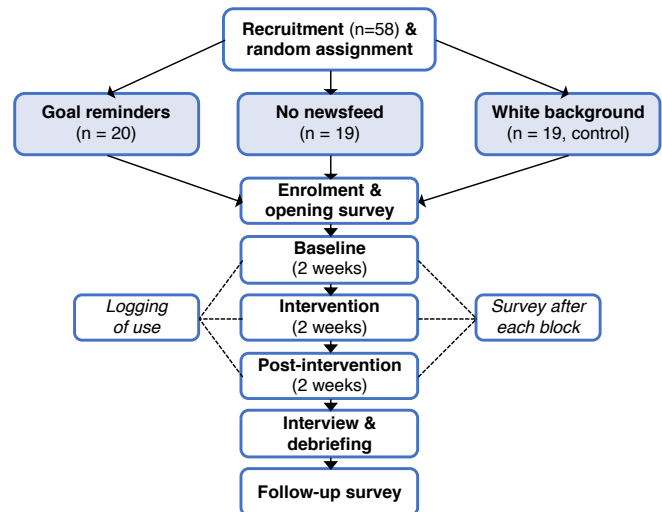 Recruitment (n=58) &
random assignment
Goal reminders
(n = 20)
No newsfeed
(n = 19)
White background
(n = 19, control)
Enrolment &
opening survey
Baseline
(2 weeks)
Logging
of use
Intervention
(2 weeks)
Survey after
each block
Post-intervention
(2 weeks)
Interview &
debriefing
Follow-up survey